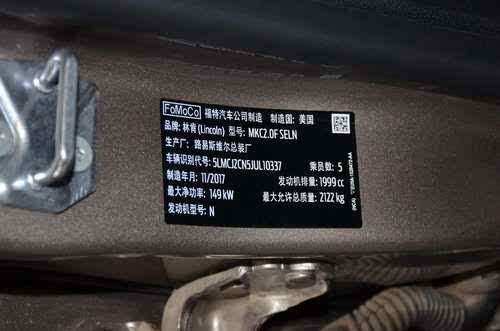 FoMoCo 福特汽车公司制造 制造国: 美国
品牌: 林肯(Lincoln) 型号: MKC2.0F SELN
生产厂: 路易斯维尔总装厂
车辆识别代号: 5LMCJ2CN5JUL10337 乘员数: 5
制造年月: 11/2017 发动机排量: 1999 cc
最大净功率: 149 kW 最大允许总质量: 2122 kg
发动机型号: N